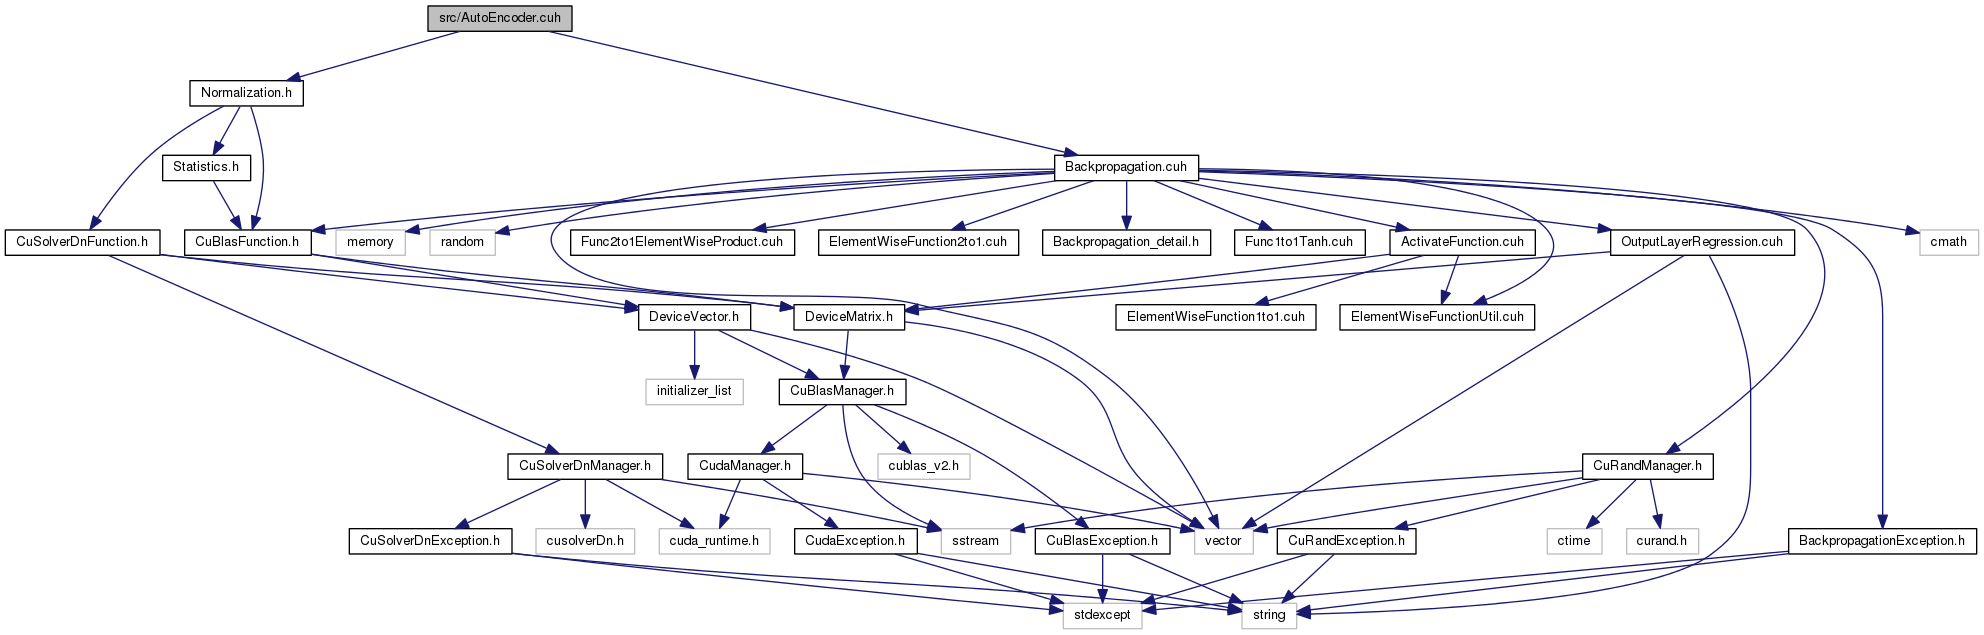 src/AutoEncoder.cuh
Normalization.h
Statistics.h
Backpropagation.cuh
CuSolverDnFunction.h
CuBlasFunction.h
memory
random
Func2to1ElementWiseProduct.cuh
ElementWiseFunction2to1.cuh
Backpropagation_detail.h
Func1to1Tanh.cuh
ActivateFunction.cuh
OutputLayerRegression.cuh
cmath
DeviceVector.h
DeviceMatrix.h
ElementWiseFunction1to1.cuh
ElementWiseFunctionUtil.cuh
initializer_list
CuBlasManager.h
CuSolverDnManager.h
CudaManager.h
cublas_v2.h
CuRandManager.h
CuSolverDnException.h
cusolverDn.h
cuda_runtime.h
CudaException.h
sstream
CuBlasException.h
vector
CuRandException.h
ctime
curand.h
BackpropagationException.h
stdexcept
string